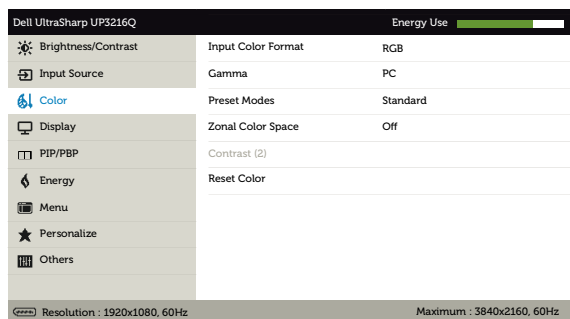 Dell UltraSharp UP3216Q Energy Use
Brightness/Contrast Input Color Format RGB
Input Source Gamma PC
Color Preset Modes Standard
Display Zonal Color Space Off
PIP/PBP Contrast (2)
Energy Reset Color
Menu
Personalize
Others
Resolution : 1920x1080, 60Hz Maximum : 3840x2160, 60Hz